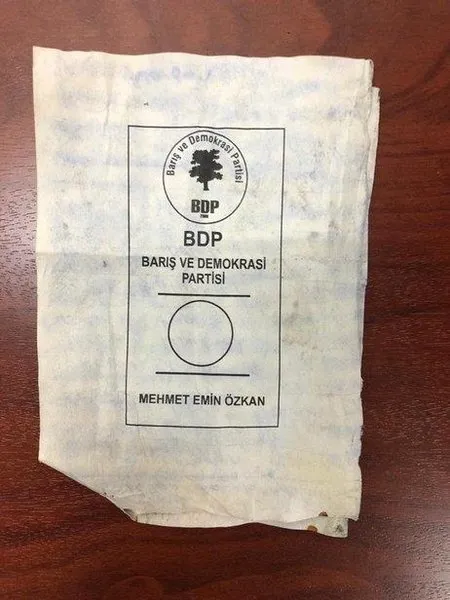 Barış ve Demokrasi Partisi
BDP
2008
BDP
BARIŞ VE DEMOKRASİ
PARTİSİ
MEHMET EMİN ÖZKAN